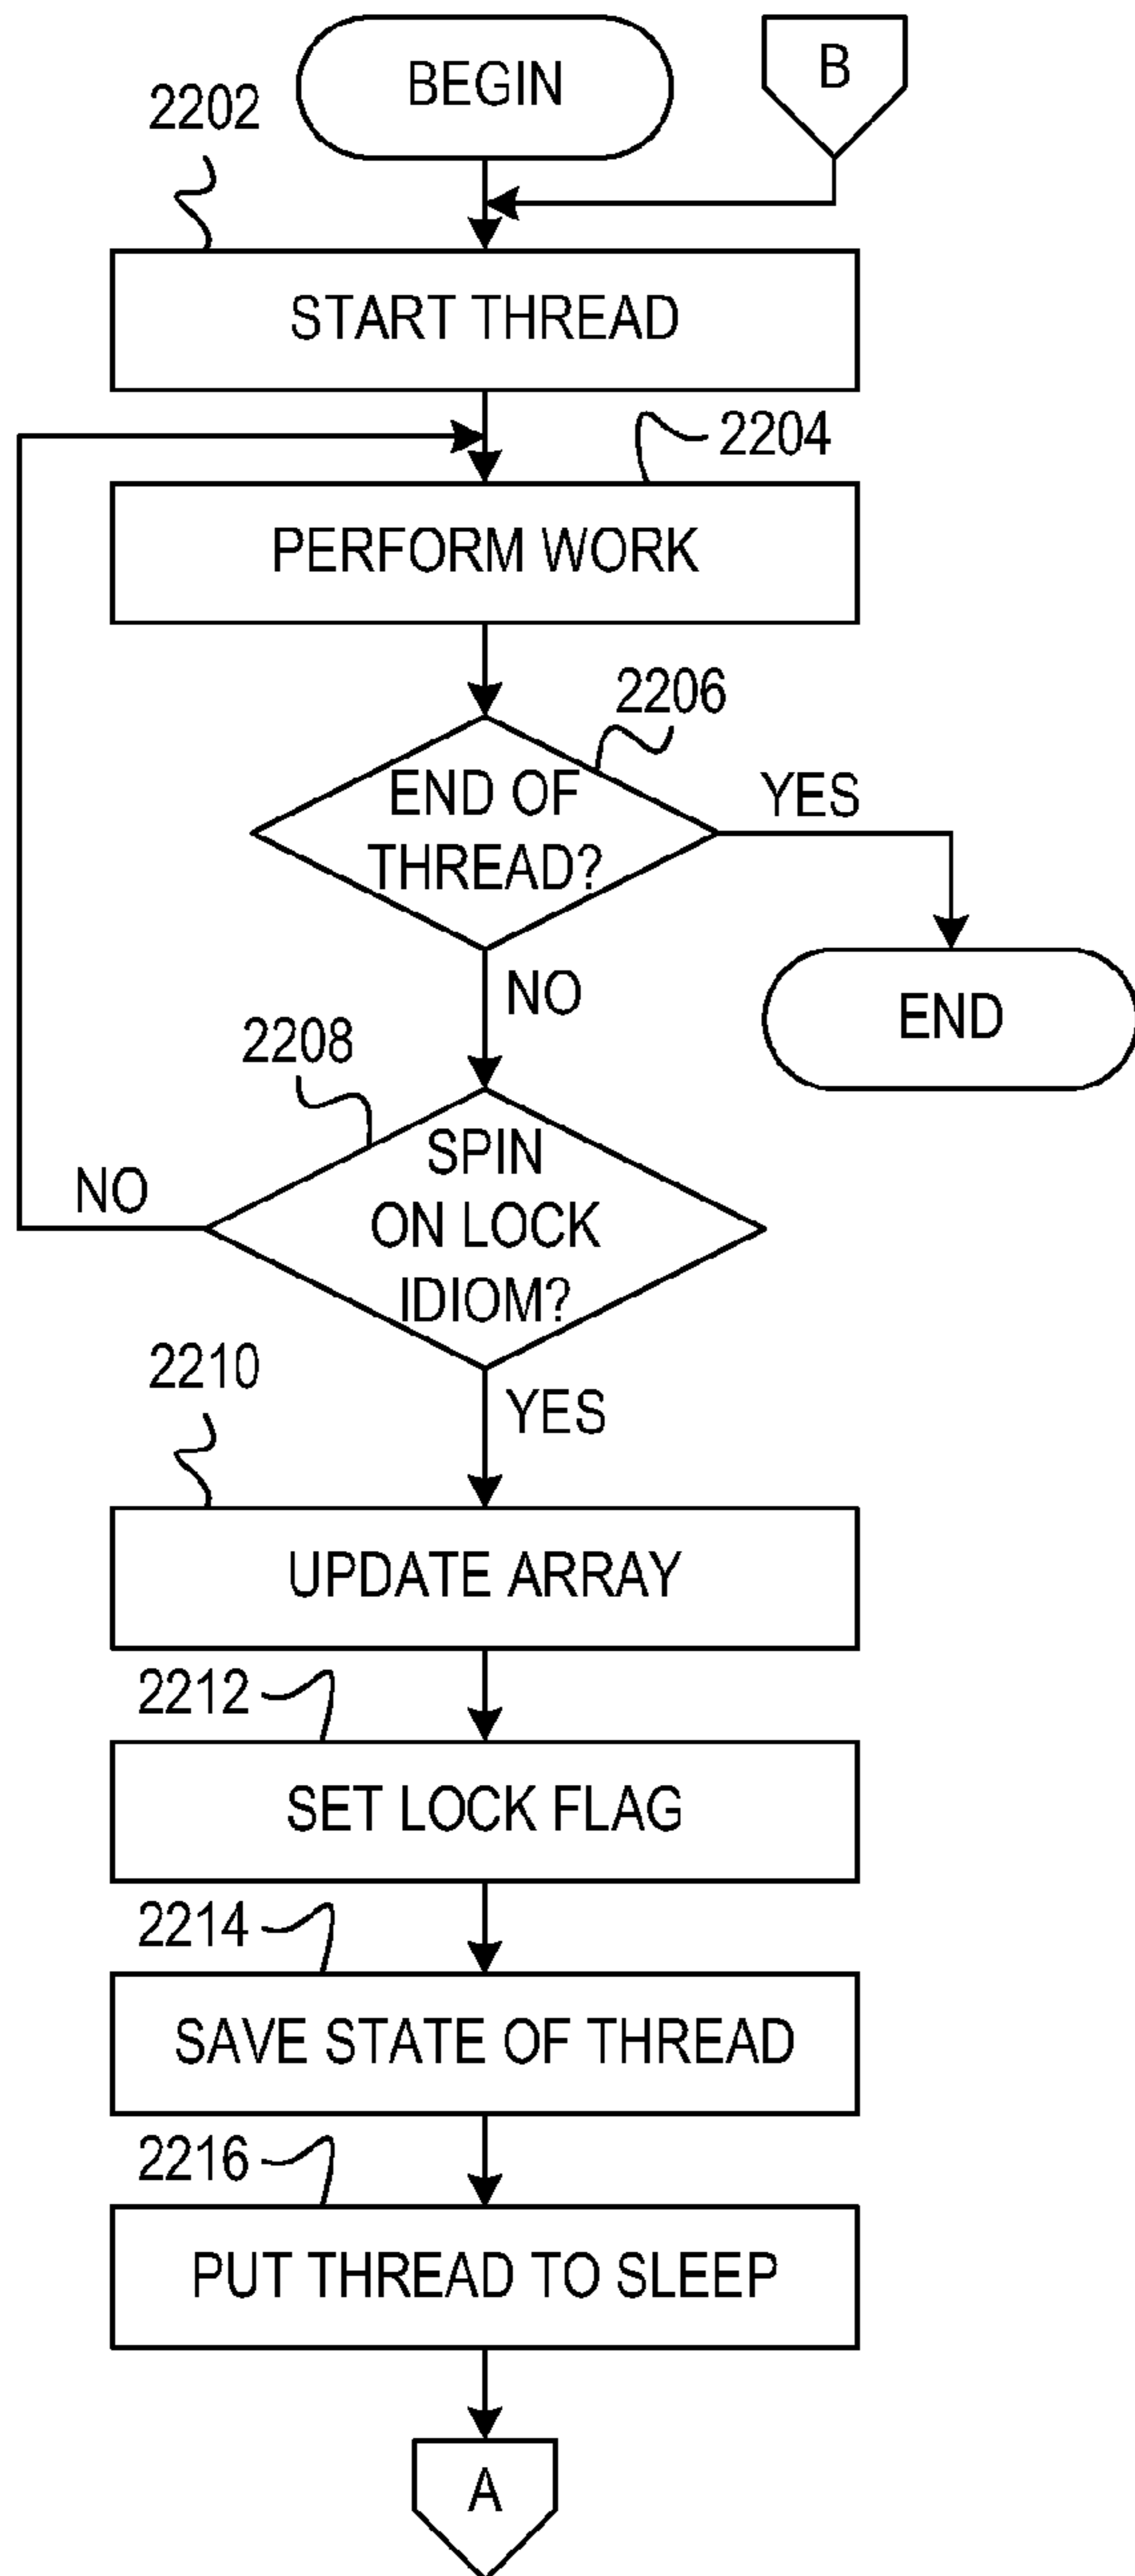 BEGIN
B
2202
START THREAD
2204
PERFORM WORK
2206
END OF
THREAD?
YES
NO
END
2208
SPIN
ON LOCK
IDIOM?
NO
YES
2210
UPDATE ARRAY
2212
SET LOCK FLAG
2214
SAVE STATE OF THREAD
2216
PUT THREAD TO SLEEP
A